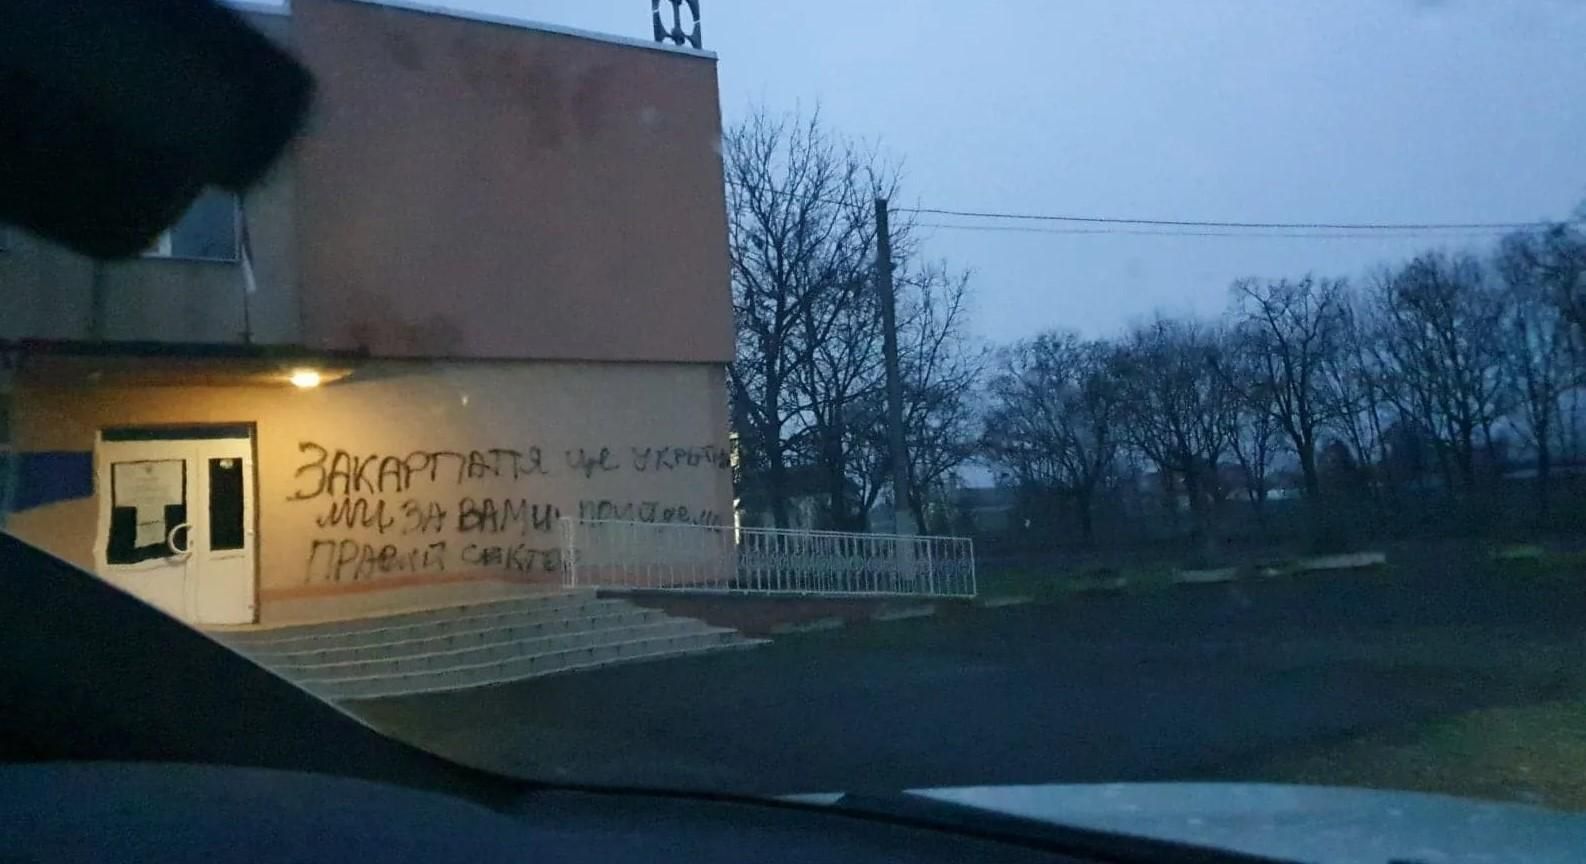 ЗАКАРПАТТЯ ЦЕ УКРАЇНА
МИ ЗА ВАМИ ПРИЙДЕМО
ПРАВИЙ СЕКТОР